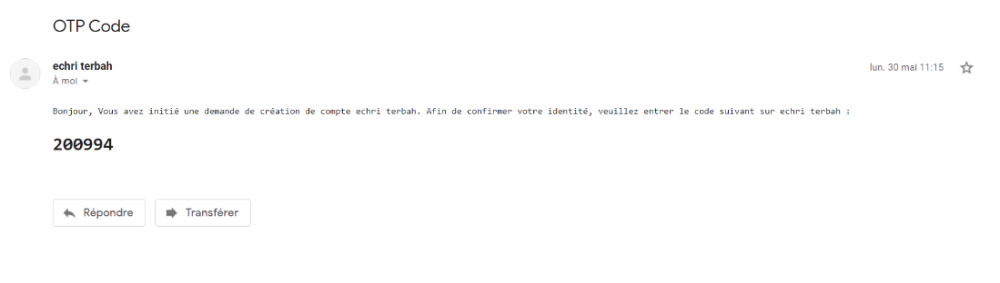 OTP Code
echri terbah
lun. 30 mai 11:15
À moi
Bonjour, Vous avez initié une demande de création de compte echri terbah. Afin de confirmer votre identité, veuillez entrer le code suivant sur echri terbah :
200994
Répondre
Transférer